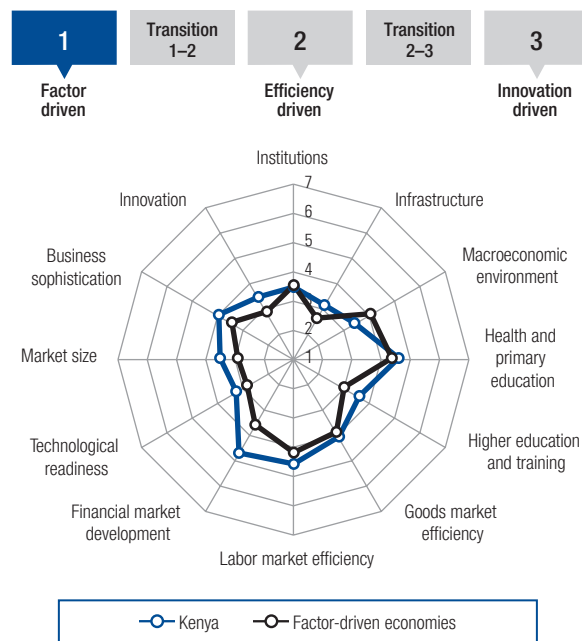 1
Transition
1–2
2
Transition
2–3
3
Factor
driven
Efficiency
driven
Innovation
driven
Institutions
7
Innovation
Infrastructure
6
5
Business
sophistication
Macroeconomic
environment
4
3
2
Market size
1
Health and
primary
education
Technological
readiness
Higher education
and training
Financial market
development
Goods market
efficiency
Labor market efficiency
Kenya
Factor-driven economies